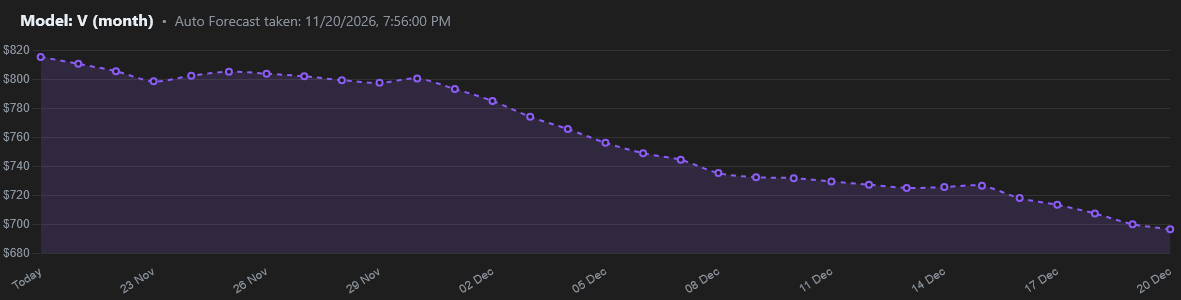 Model: V (month) • Auto Forecast taken: 11/20/2026, 7:56:00 PM
$820
$800
$780
$760
$740
$720
$700
$680
Today
23 Nov
26 Nov
29 Nov
02 Dec
05 Dec
08 Dec
11 Dec
14 Dec
17 Dec
20 Dec